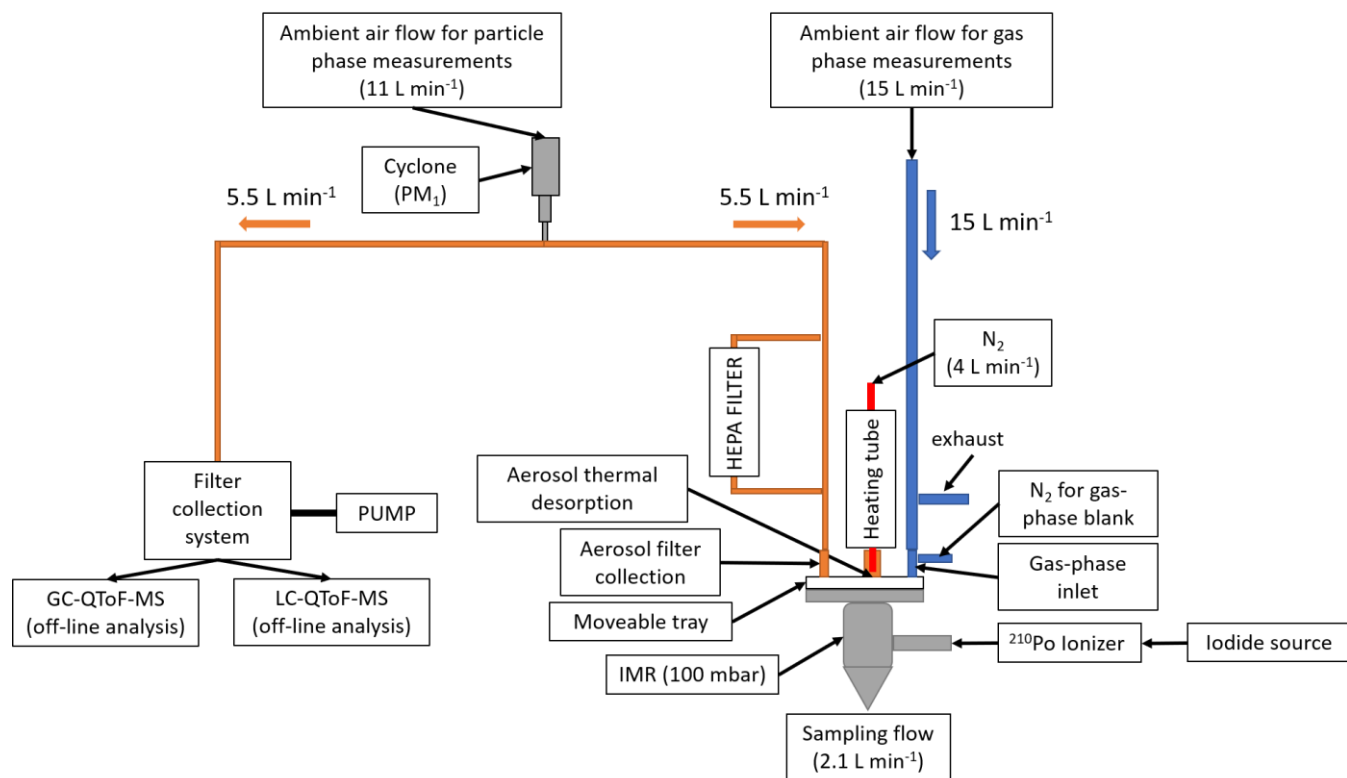 Ambient air flow for particle
phase measurements
(11 L min⁻¹)
Ambient air flow for gas
phase measurements
(15 L min⁻¹)
Cyclone
(PM₁)
5.5 L min⁻¹
5.5 L min⁻¹
15 L min⁻¹
N₂
(4 L min⁻¹)
HEPA FILTER
Heating tube
exhaust
Aerosol thermal
desorption
N₂ for gas-
phase blank
Filter
collection
system
PUMP
Aerosol filter
collection
Gas-phase
inlet
GC-QToF-MS
(off-line analysis)
LC-QToF-MS
(off-line analysis)
Moveable tray
IMR (100 mbar)
²¹⁰Po Ionizer
Iodide source
Sampling flow
(2.1 L min⁻¹)